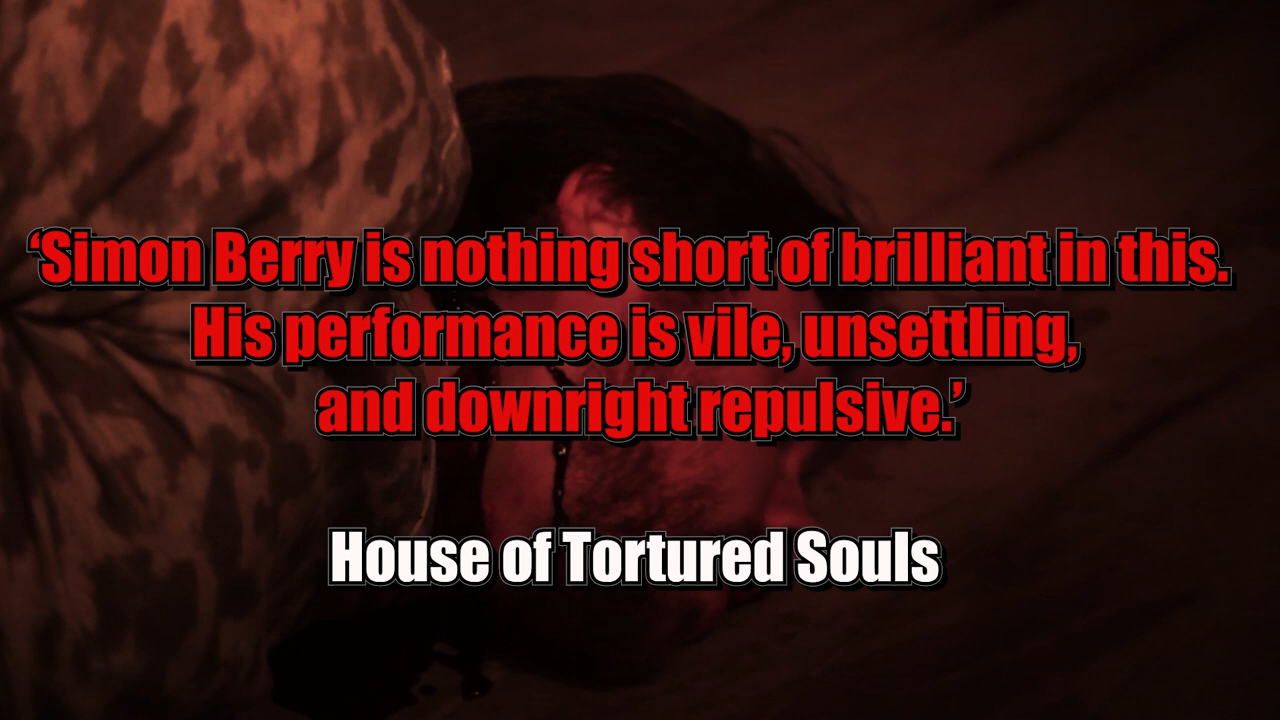 ‘Simon Berry is nothing short of brilliant in this.
His performance is vile, unsettling,
and downright repulsive.’
House of Tortured Souls